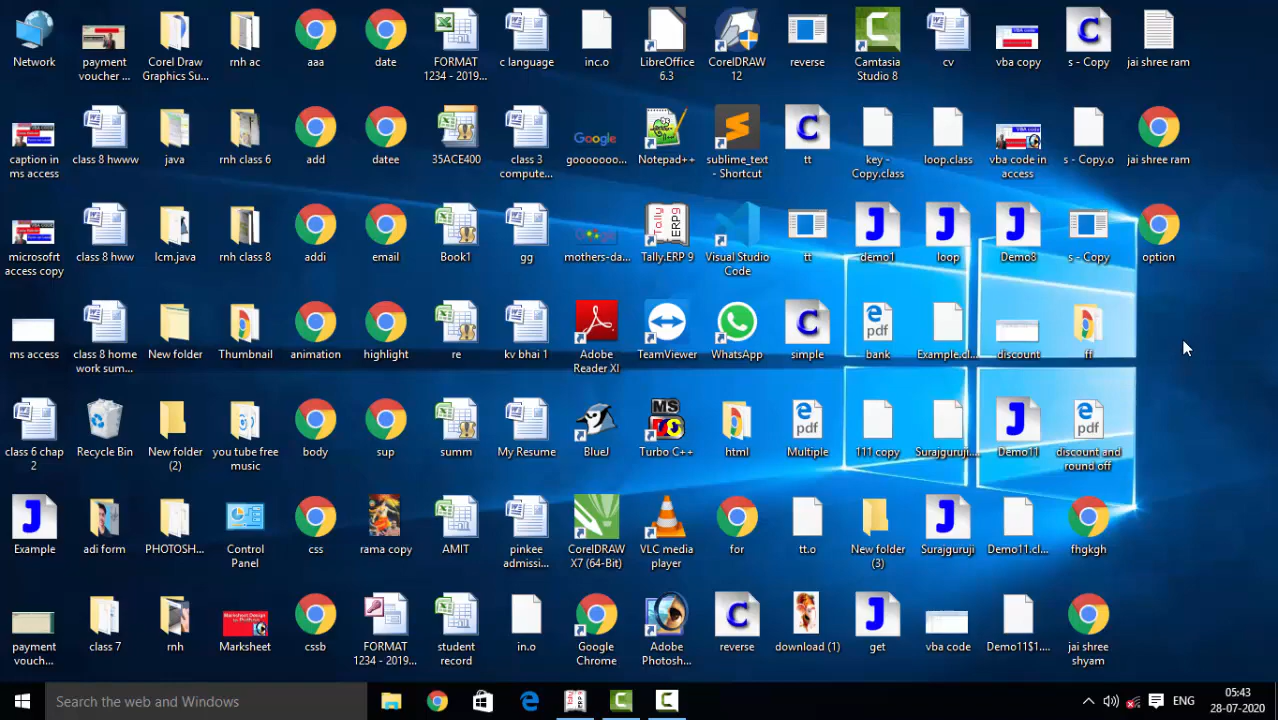 Network
payment
voucher ...
Corel Draw
Graphics Su...
rnh ac
aaa
date
FORMAT
1234 - 2019...
c language
inc.o
LibreOffice
6.3
CorelDRAW
12
reverse
Camtasia
Studio 8
cv
vba copy
s - Copy
jai shree ram
caption in
ms access
class 8 hwww
java
rnh class 6
add
datee
35ACE400
class 3
compute...
Google
gooooooo...
Notepad++
sublime_text
- Shortcut
tt
key -
Copy.class
loop.class
vba code in
access
s - Copy.o
jai shree ram
microsofrt
access copy
class 8 hww
lcm.java
rnh class 8
addi
email
Book1
gg
mothers-da...
Tally.ERP 9
Visual Studio
Code
tt
demo1
loop
Demo8
s - Copy
option
ms access
class 8 home
work sum...
New folder
Thumbnail
animation
highlight
re
kv bhai 1
Adobe
Reader XI
TeamViewer
WhatsApp
simple
pdf
bank
Example.cl...
discount
ff
class 6 chap
2
Recycle Bin
New folder
(2)
you tube free
music
body
sup
summ
My Resume
BlueJ
MS
Turbo C++
html
pdf
Multiple
111 copy
Surajguruji....
Demo11
pdf
discount and
round off
Example
adi form
PHOTOSH...
Control
Panel
css
rama copy
AMIT
pinkee
admissi...
CorelDRAW
X7 (64-Bit)
VLC media
player
for
tt.o
New folder
(3)
Surajguruji
Demo11.cl...
fhgkgh
payment
vouch...
class 7
rnh
Marksheet
cssb
FORMAT
1234 - 2019...
student
record
in.o
Google
Chrome
Adobe
Photosh...
reverse
download (1)
get
vba code
Demo11$1....
jai shree
shyam
Search the web and Windows
ENG
05:43
28-07-2020